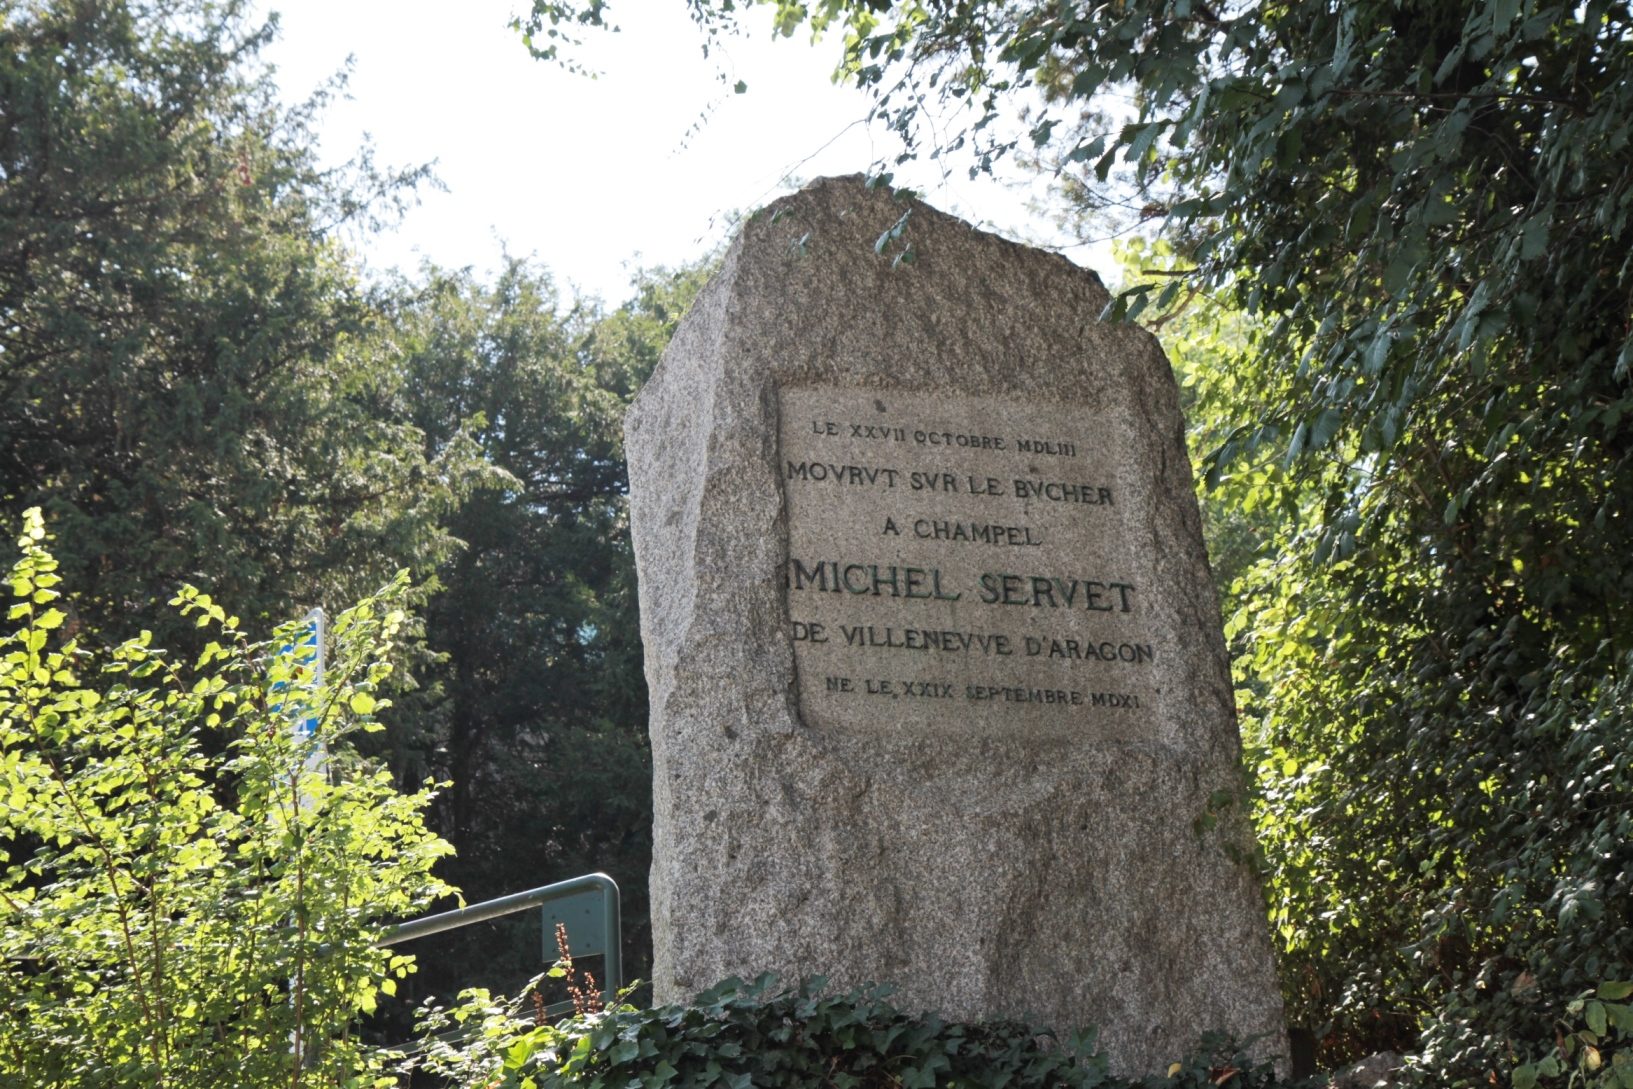 LE XXVII OCTOBRE MDLIII
MOVRVT SVR LE BVCHER
A CHAMPEL
MICHEL SERVET
DE VILLENEVVE D'ARAGON
NE LE XXIX SEPTEMBRE MDXI